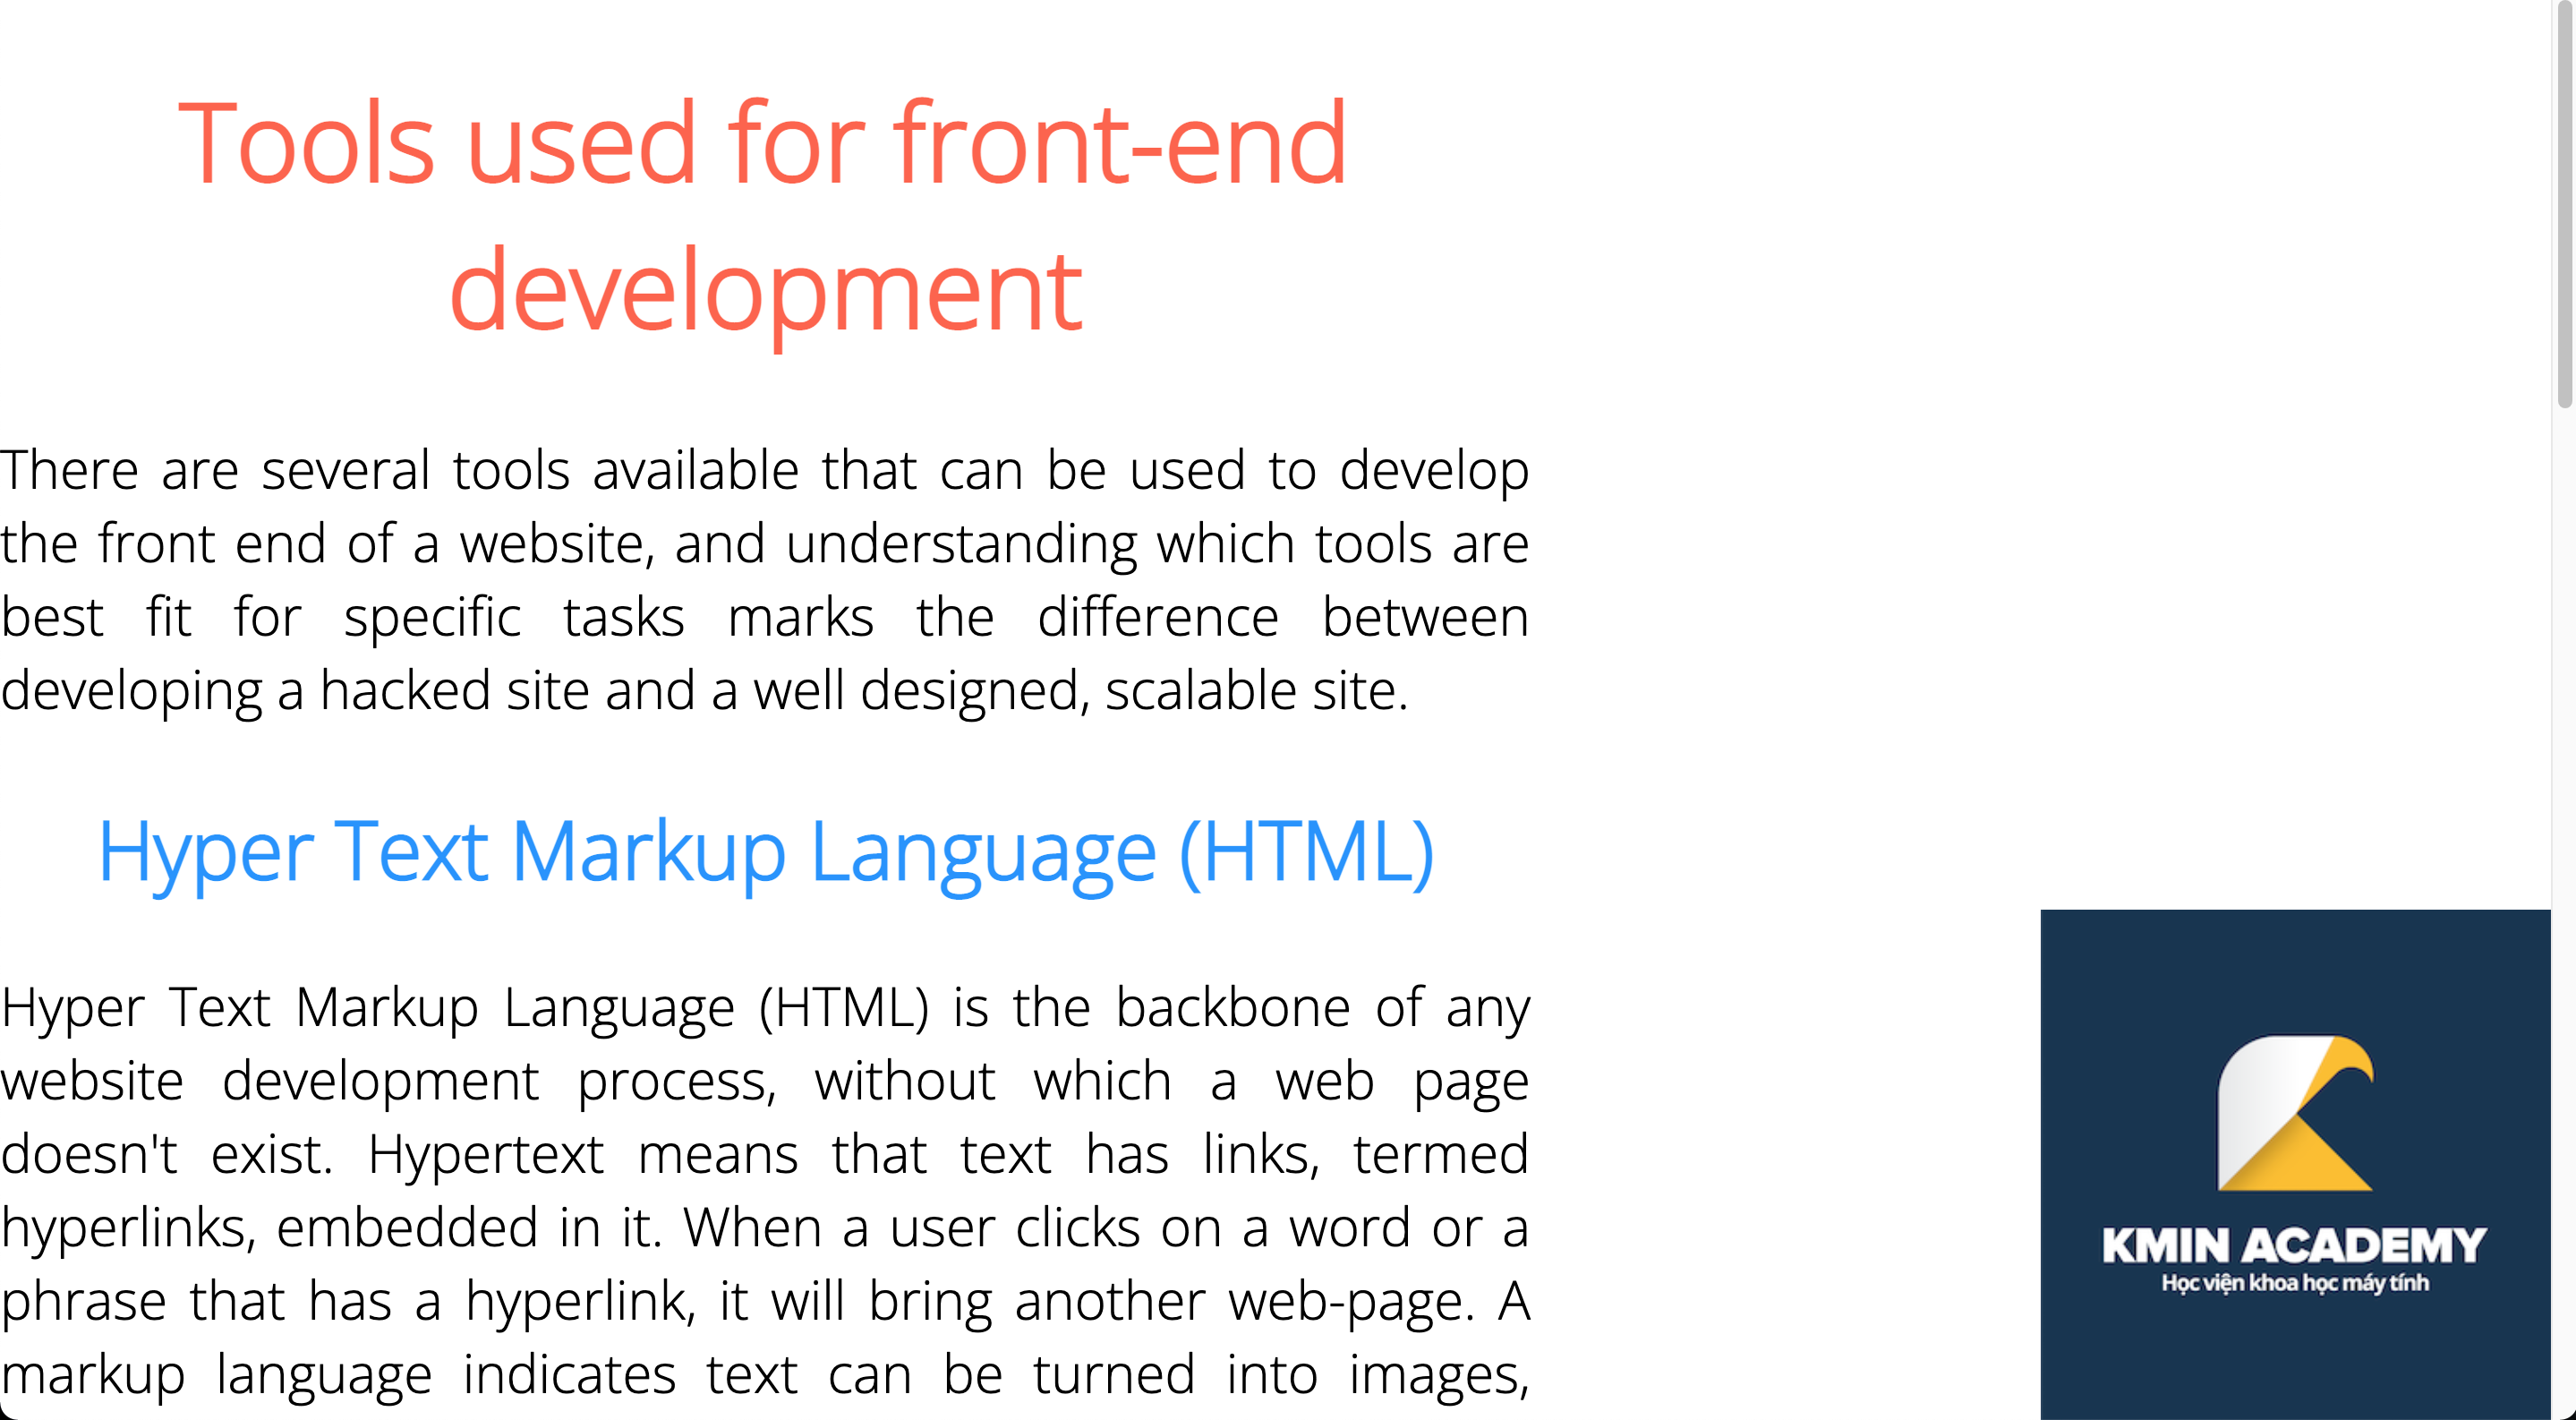 Tools used for front-end
development
There are several tools available that can be used to develop
the front end of a website, and understanding which tools are
best fit for specific tasks marks the difference between
developing a hacked site and a well designed, scalable site.
Hyper Text Markup Language (HTML)
Hyper Text Markup Language (HTML) is the backbone of any
website development process, without which a web page
doesn't exist. Hypertext means that text has links, termed
hyperlinks, embedded in it. When a user clicks on a word or a
phrase that has a hyperlink, it will bring another web-page. A
markup language indicates text can be turned into images,
KMIN ACADEMY
Học viện khoa học máy tính